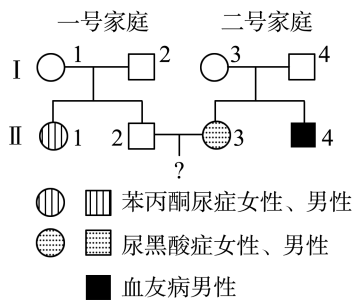 一号家庭 二号家庭
Ⅰ 1 2 3 4
Ⅱ 1 2 3 4
?
苯丙酮尿症女性、男性
尿黑酸症女性、男性
血友病男性